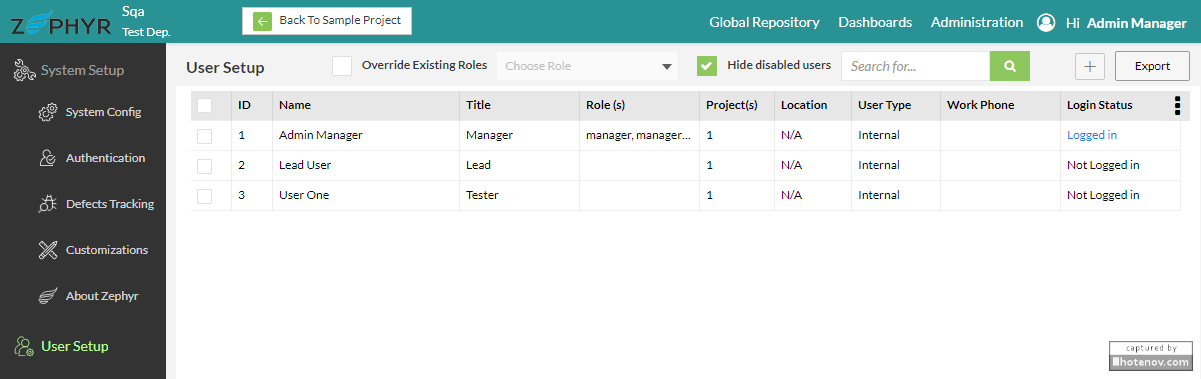 ZEPHYR Sqa Test Dep. Back To Sample Project Global Repository Dashboards Administration Hi Admin Manager
System Setup
System Config
Authentication
Defects Tracking
Customizations
About Zephyr
User Setup
User Setup Override Existing Roles Choose Role Hide disabled users Search for... + Export
ID Name Title Role (s) Project(s) Location User Type Work Phone Login Status
1 Admin Manager Manager manager, manager... 1 N/A Internal Logged in
2 Lead User Lead 1 N/A Internal Not Logged in
3 User One Tester 1 N/A Internal Not Logged in
captured by
hotenov.com